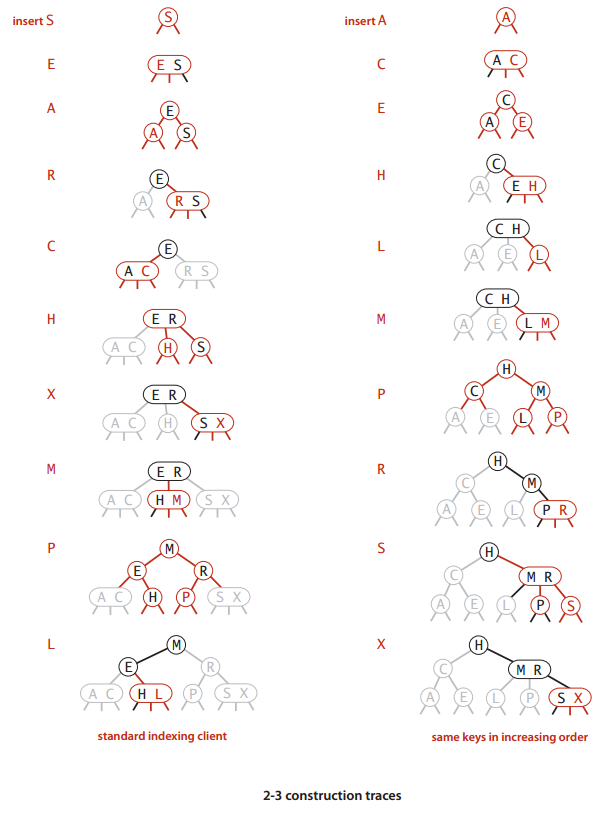 insert S
S
E
E S
A
E
A S
R
E
A R S
C
E
A C R S
H
E R
A C H S
X
E R
A C H S X
M
E R
A C H M S X
P
M
E R
A C H P S X
L
M
E R
A C H L P S X
standard indexing client
insert A
A
C
A C
E
C
A E
H
C
A E H
L
C H
A E L
M
C H
A E L M
P
H
C M
A E L P
R
H
C M
A E L P R
S
H
C M R
A E L P S
X
H
C M R
A E L P S X
same keys in increasing order
2-3 construction traces